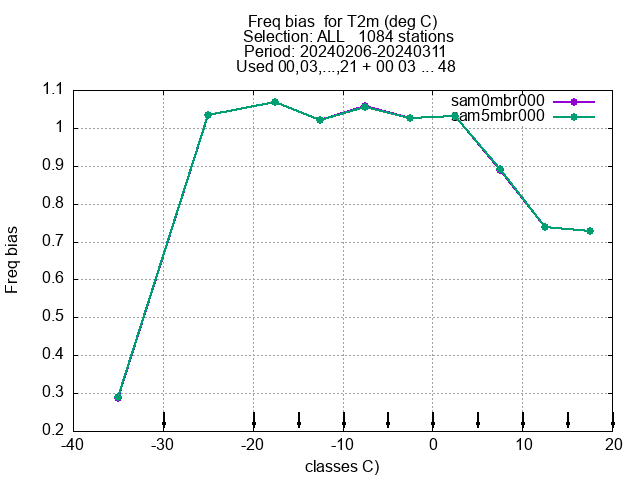 Freq bias  for T2m (deg C)
Selection: ALL   1084 stations
Period: 20240206-20240311
Used 00,03,...,21 + 00 03 ... 48
sam0mbr000
sam5mbr000
1.1
1
0.9
0.8
0.7
0.6
0.5
0.4
0.3
0.2
Freq bias
-40 -30 -20 -10 0 10 20
classes C)